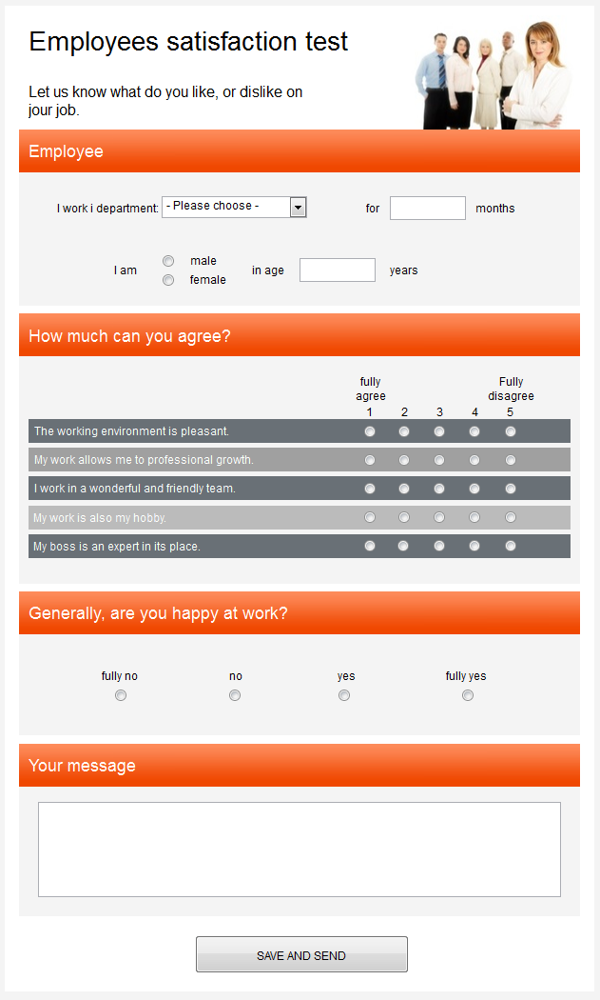 Employees satisfaction test
Let us know what do you like, or dislike on
jour job.
Employee
I work i department: - Please choose - for months
I am male
female
in age years
How much can you agree?
fully
agree
Fully
disagree
1 2 3 4 5
The working environment is pleasant.
My work allows me to professional growth.
I work in a wonderful and friendly team.
My work is also my hobby.
My boss is an expert in its place.
Generally, are you happy at work?
fully no no yes fully yes
Your message
SAVE AND SEND